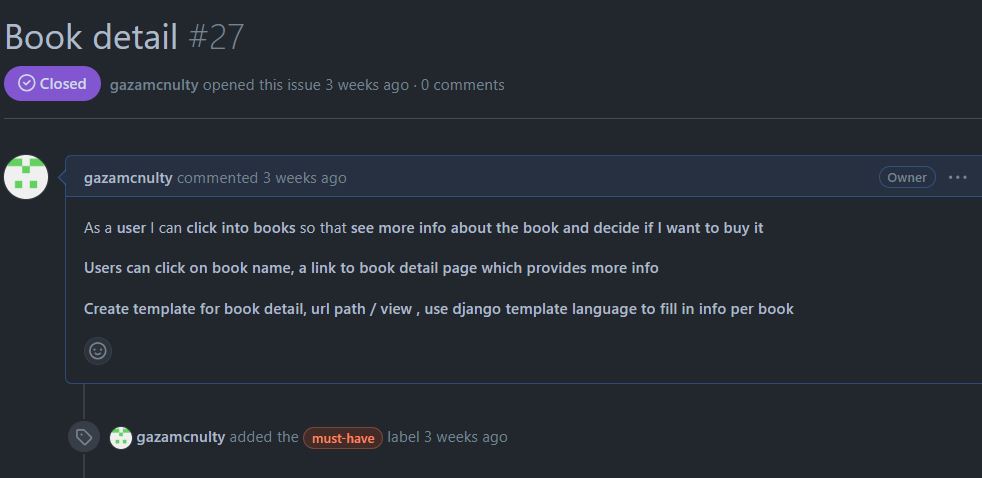 Book detail #27
Closed gazamcnulty opened this issue 3 weeks ago · 0 comments
gazamcnulty commented 3 weeks ago Owner ...
As a user I can click into books so that see more info about the book and decide if I want to buy it
Users can click on book name, a link to book detail page which provides more info
Create template for book detail, url path / view , use django template language to fill in info per book
gazamcnulty added the must-have label 3 weeks ago